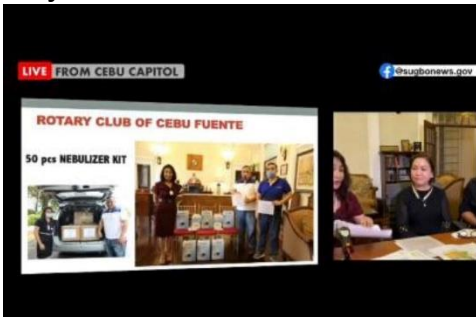 LIVE FROM CEBU CAPITOL
@sugbonews.gov
ROTARY CLUB OF CEBU FUENTE
50 pcs NEBULIZER KIT